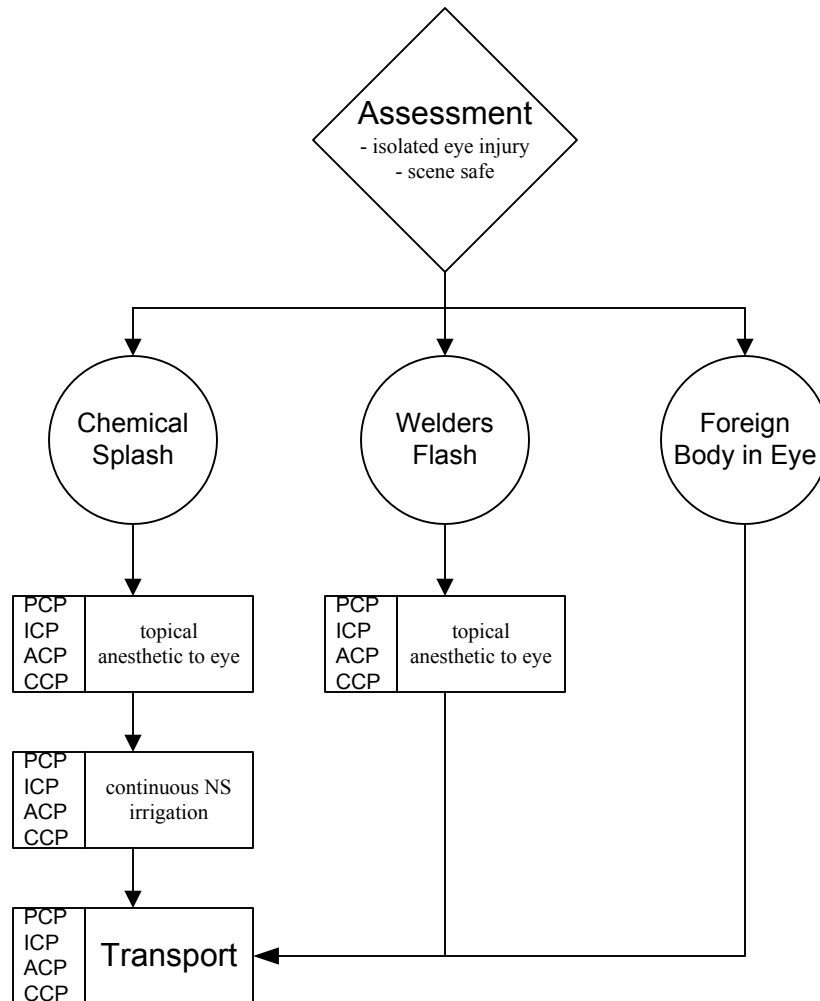 Assessment
- isolated eye injury
- scene safe
Chemical
Splash
Welders
Flash
Foreign
Body in Eye
PCP
ICP
ACP
CCP
topical
anesthetic to eye
PCP
ICP
ACP
CCP
topical
anesthetic to eye
PCP
ICP
ACP
CCP
continuous NS
irrigation
PCP
ICP
ACP
CCP
Transport